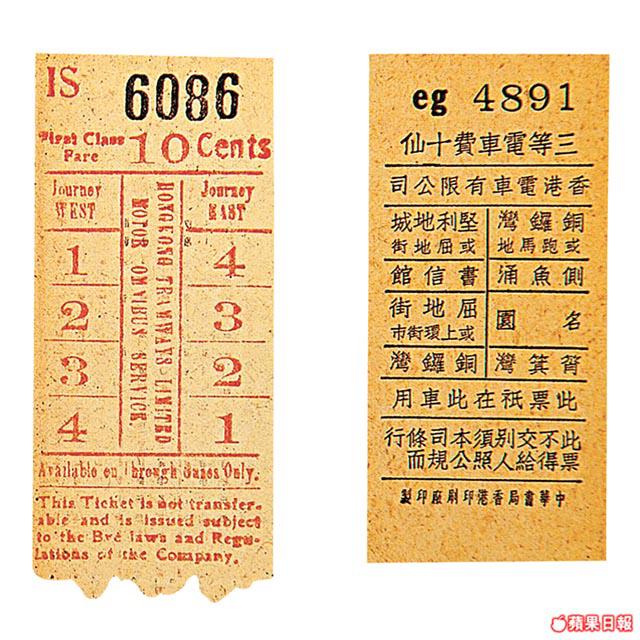 IS 6086
First Class
Fare
10 Cents
Journey
WEST
HONGKONG TRAMWAYS LIMITED
MOTOR OMNIBUS SERVICE.
Journey
EAST
1 4
2 3
3 2
4 1
Available on Through Buses Only.
This Ticket is not transfer-
able and is issued subject
to the Bye laws and Regu-
lations of the Company.
eg 4891
三等電車費十仙
香港電車有限公司
銅鑼灣 堅利地城
或跑馬地 或屈地街
側魚涌 書信館
名園 屈地街
或上環街市
筲箕灣 銅鑼灣
此票祇在此車用
此不交別須本司條行
票得給人照公規而
中華書局香港印刷廠印製
蘋果日報